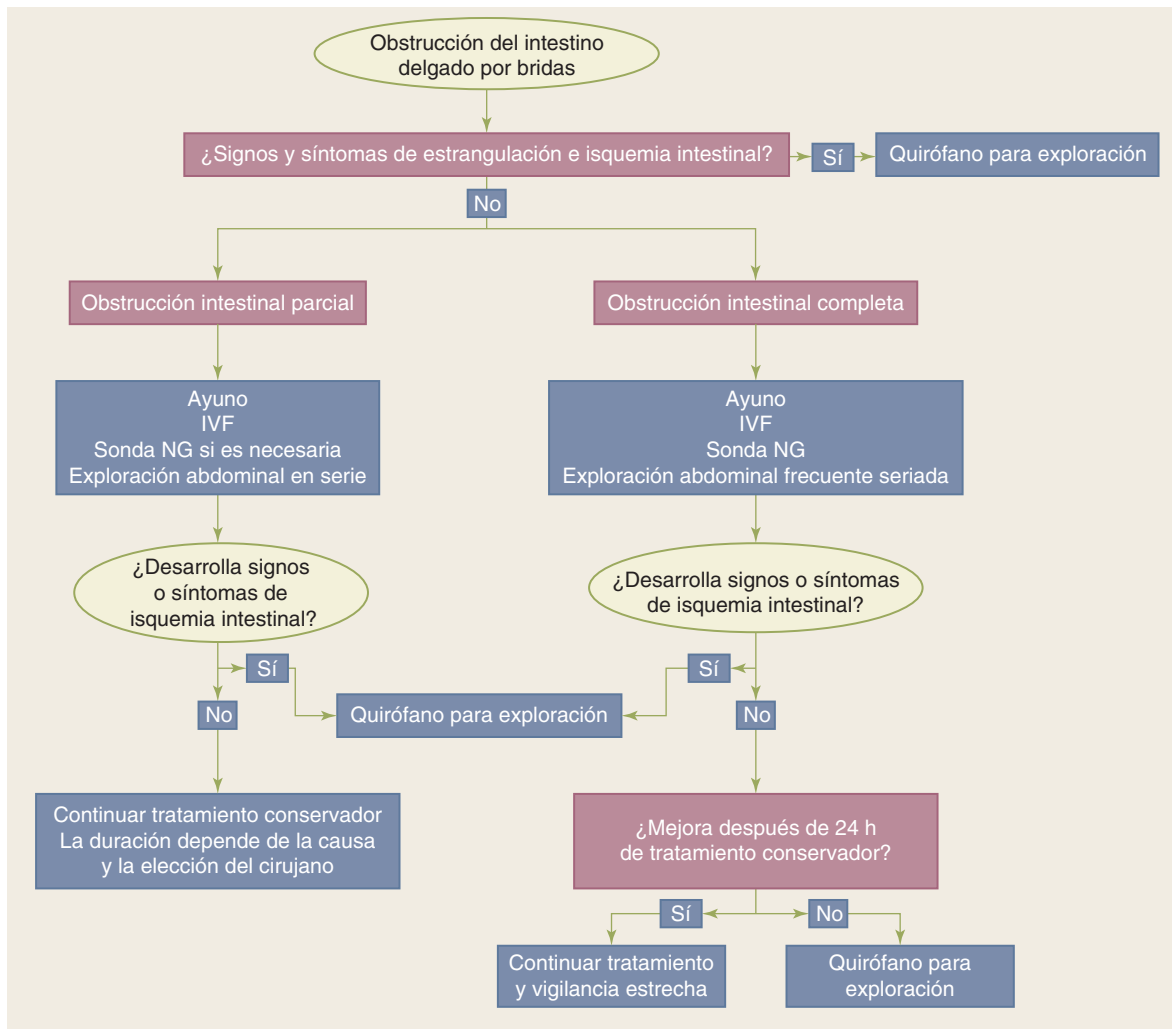 Obstrucción del intestino
delgado por bridas
¿Signos y síntomas de estrangulación e isquemia intestinal?
Sí
Quirófano para exploración
No
Obstrucción intestinal parcial
Obstrucción intestinal completa
Ayuno
IVF
Sonda NG si es necesaria
Exploración abdominal en serie
Ayuno
IVF
Sonda NG
Exploración abdominal frecuente seriada
¿Desarrolla signos
o síntomas de
isquemia intestinal?
¿Desarrolla signos o síntomas
de isquemia intestinal?
Sí
No
Quirófano para exploración
Sí
No
Continuar tratamiento conservador
La duración depende de la causa
y la elección del cirujano
¿Mejora después de 24 h
de tratamiento conservador?
Sí
No
Continuar tratamiento
y vigilancia estrecha
Quirófano para
exploración